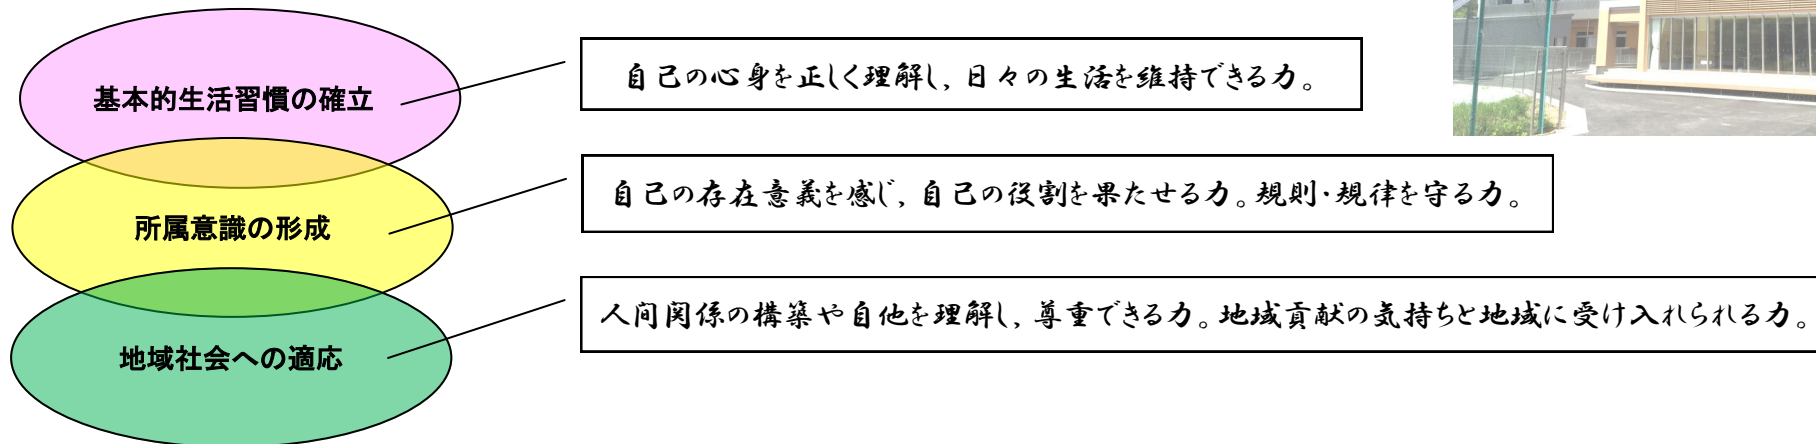 基本的生活習慣の確立
自己の心身を正しく理解し，日々の生活を維持できる力。
所属意識の形成
自己の存在意義を感じ，自己の役割を果たせる力。規則・規律を守る力。
地域社会への適応
人間関係の構築や自他を理解し，尊重できる力。地域貢献の気持ちと地域に受け入れられる力。